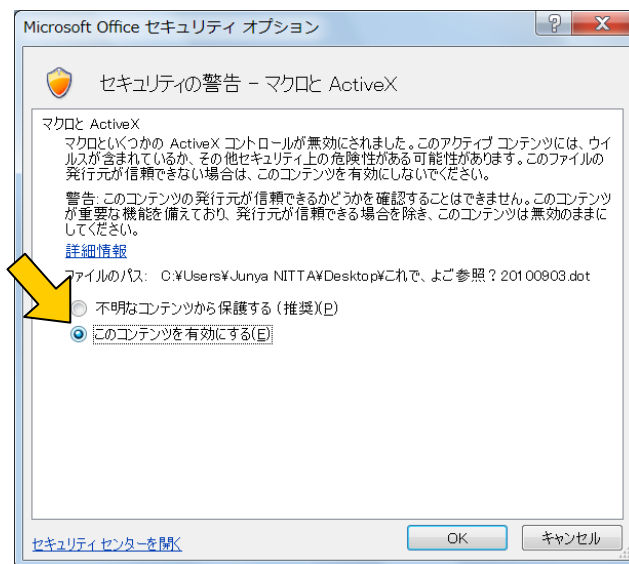 Microsoft Office セキュリティ オプション
セキュリティの警告 - マクロと ActiveX
マクロと ActiveX
マクロといくつかの ActiveX コントロールが無効にされました。このアクティブ コンテンツには、ウイ
ルスが含まれているか、その他セキュリティ上の危険性がある可能性があります。このファイルの
発行元が信頼できない場合は、このコンテンツを有効にしないでください。
警告: このコンテンツの発行元が信頼できるかどうかを確認することはできません。このコンテンツ
が重要な機能を備えており、発行元が信頼できる場合を除き、このコンテンツは無効のままに
してください。
詳細情報
ファイルのパス: C:¥Users¥Junya NITTA¥Desktop¥これで、よご参照？20100903.dot
不明なコンテンツから保護する (推奨)(P)
このコンテンツを有効にする(E)
セキュリティ センターを開く
OK
キャンセル